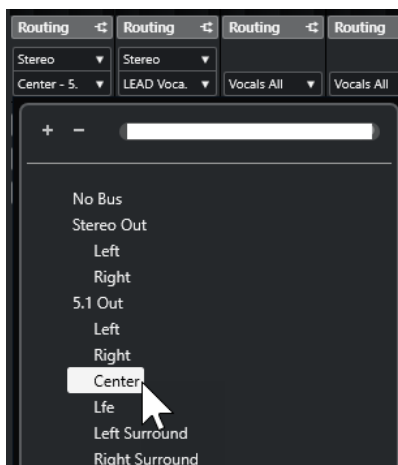 Routing Routing Routing Routing
Stereo Stereo
Center - 5. LEAD Voca. Vocals All Vocals All
+ −
No Bus
Stereo Out
Left
Right
5.1 Out
Left
Right
Center
Lfe
Left Surround
Right Surround